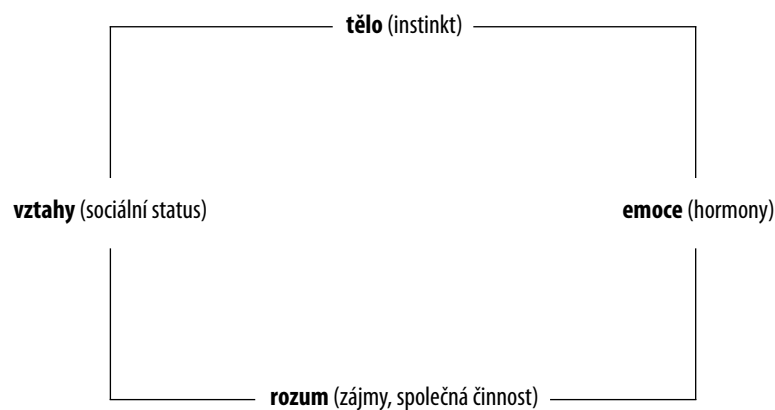 tělo (instinkt)
vztahy (sociální status)
emoce (hormony)
rozum (zájmy, společná činnost)